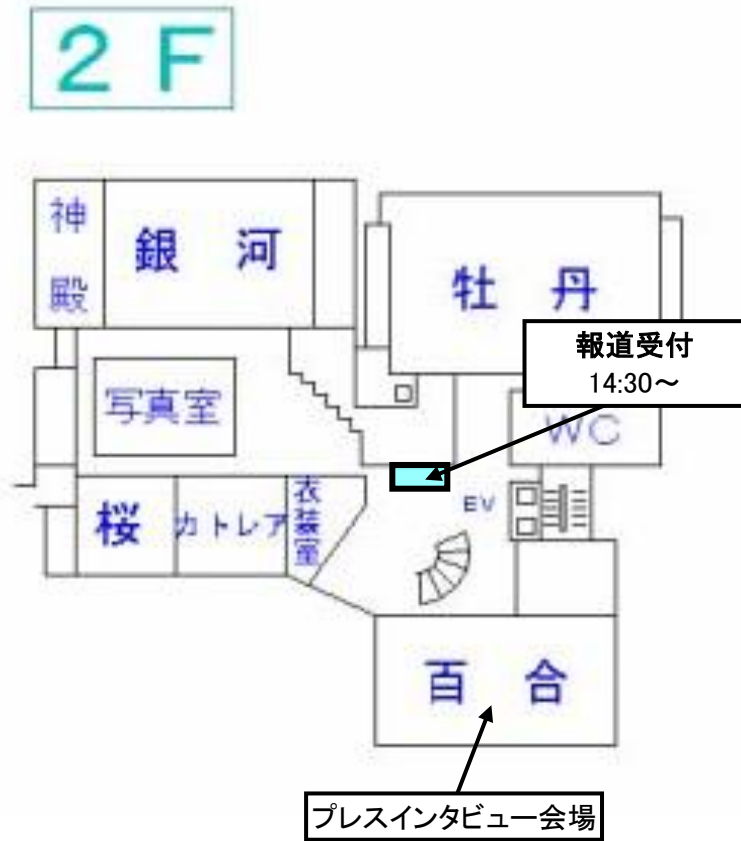 2 F
神殿
銀 河
牡 丹
報道受付
14:30～
写真室
WC
桜
カトレア
衣装室
EV
百 合
プレスインタビュー会場